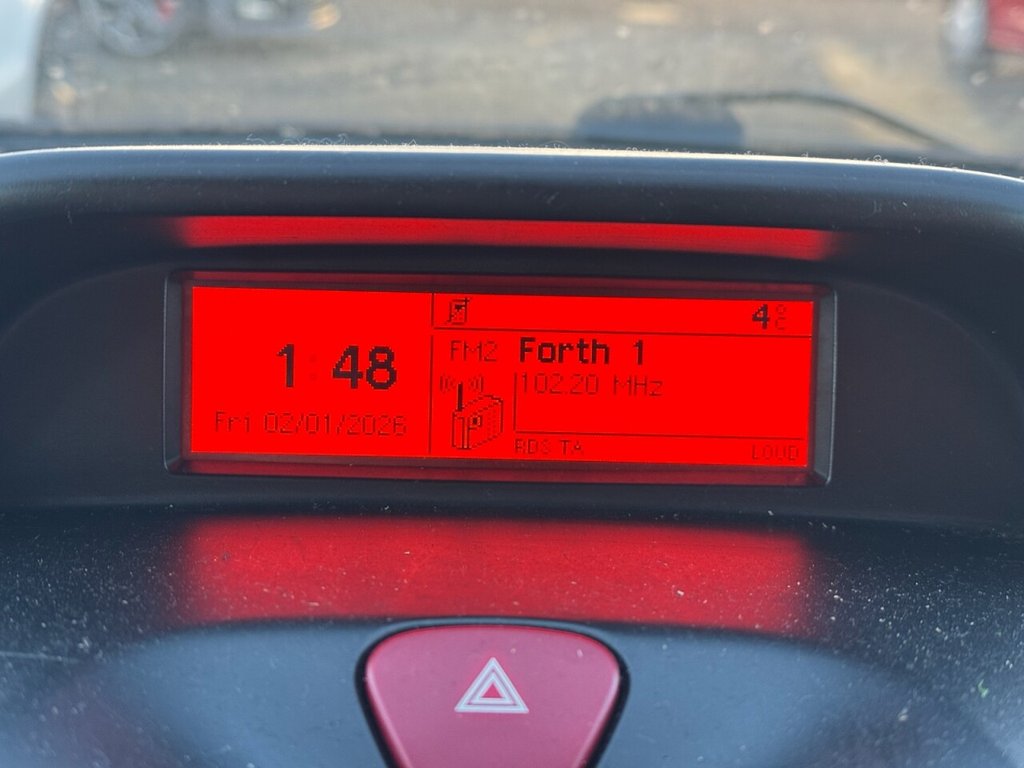 4°C
1:48
FM2 Forth 1
102.20 MHz
Fri 02/01/2026
RDS TA LOUD